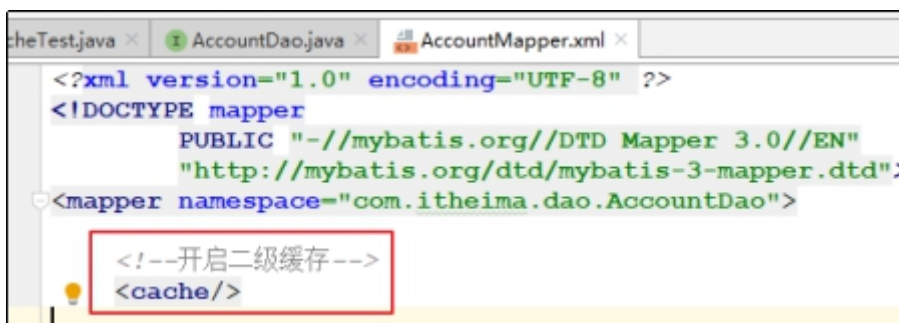 cheTest.java × AccountDao.java × AccountMapper.xml ×
<?xml version="1.0" encoding="UTF-8" ?>
<!DOCTYPE mapper
PUBLIC "-//mybatis.org//DTD Mapper 3.0//EN"
"http://mybatis.org/dtd/mybatis-3-mapper.dtd">
<mapper namespace="com.itheima.dao.AccountDao">
<!--开启二级缓存-->
<cache/>